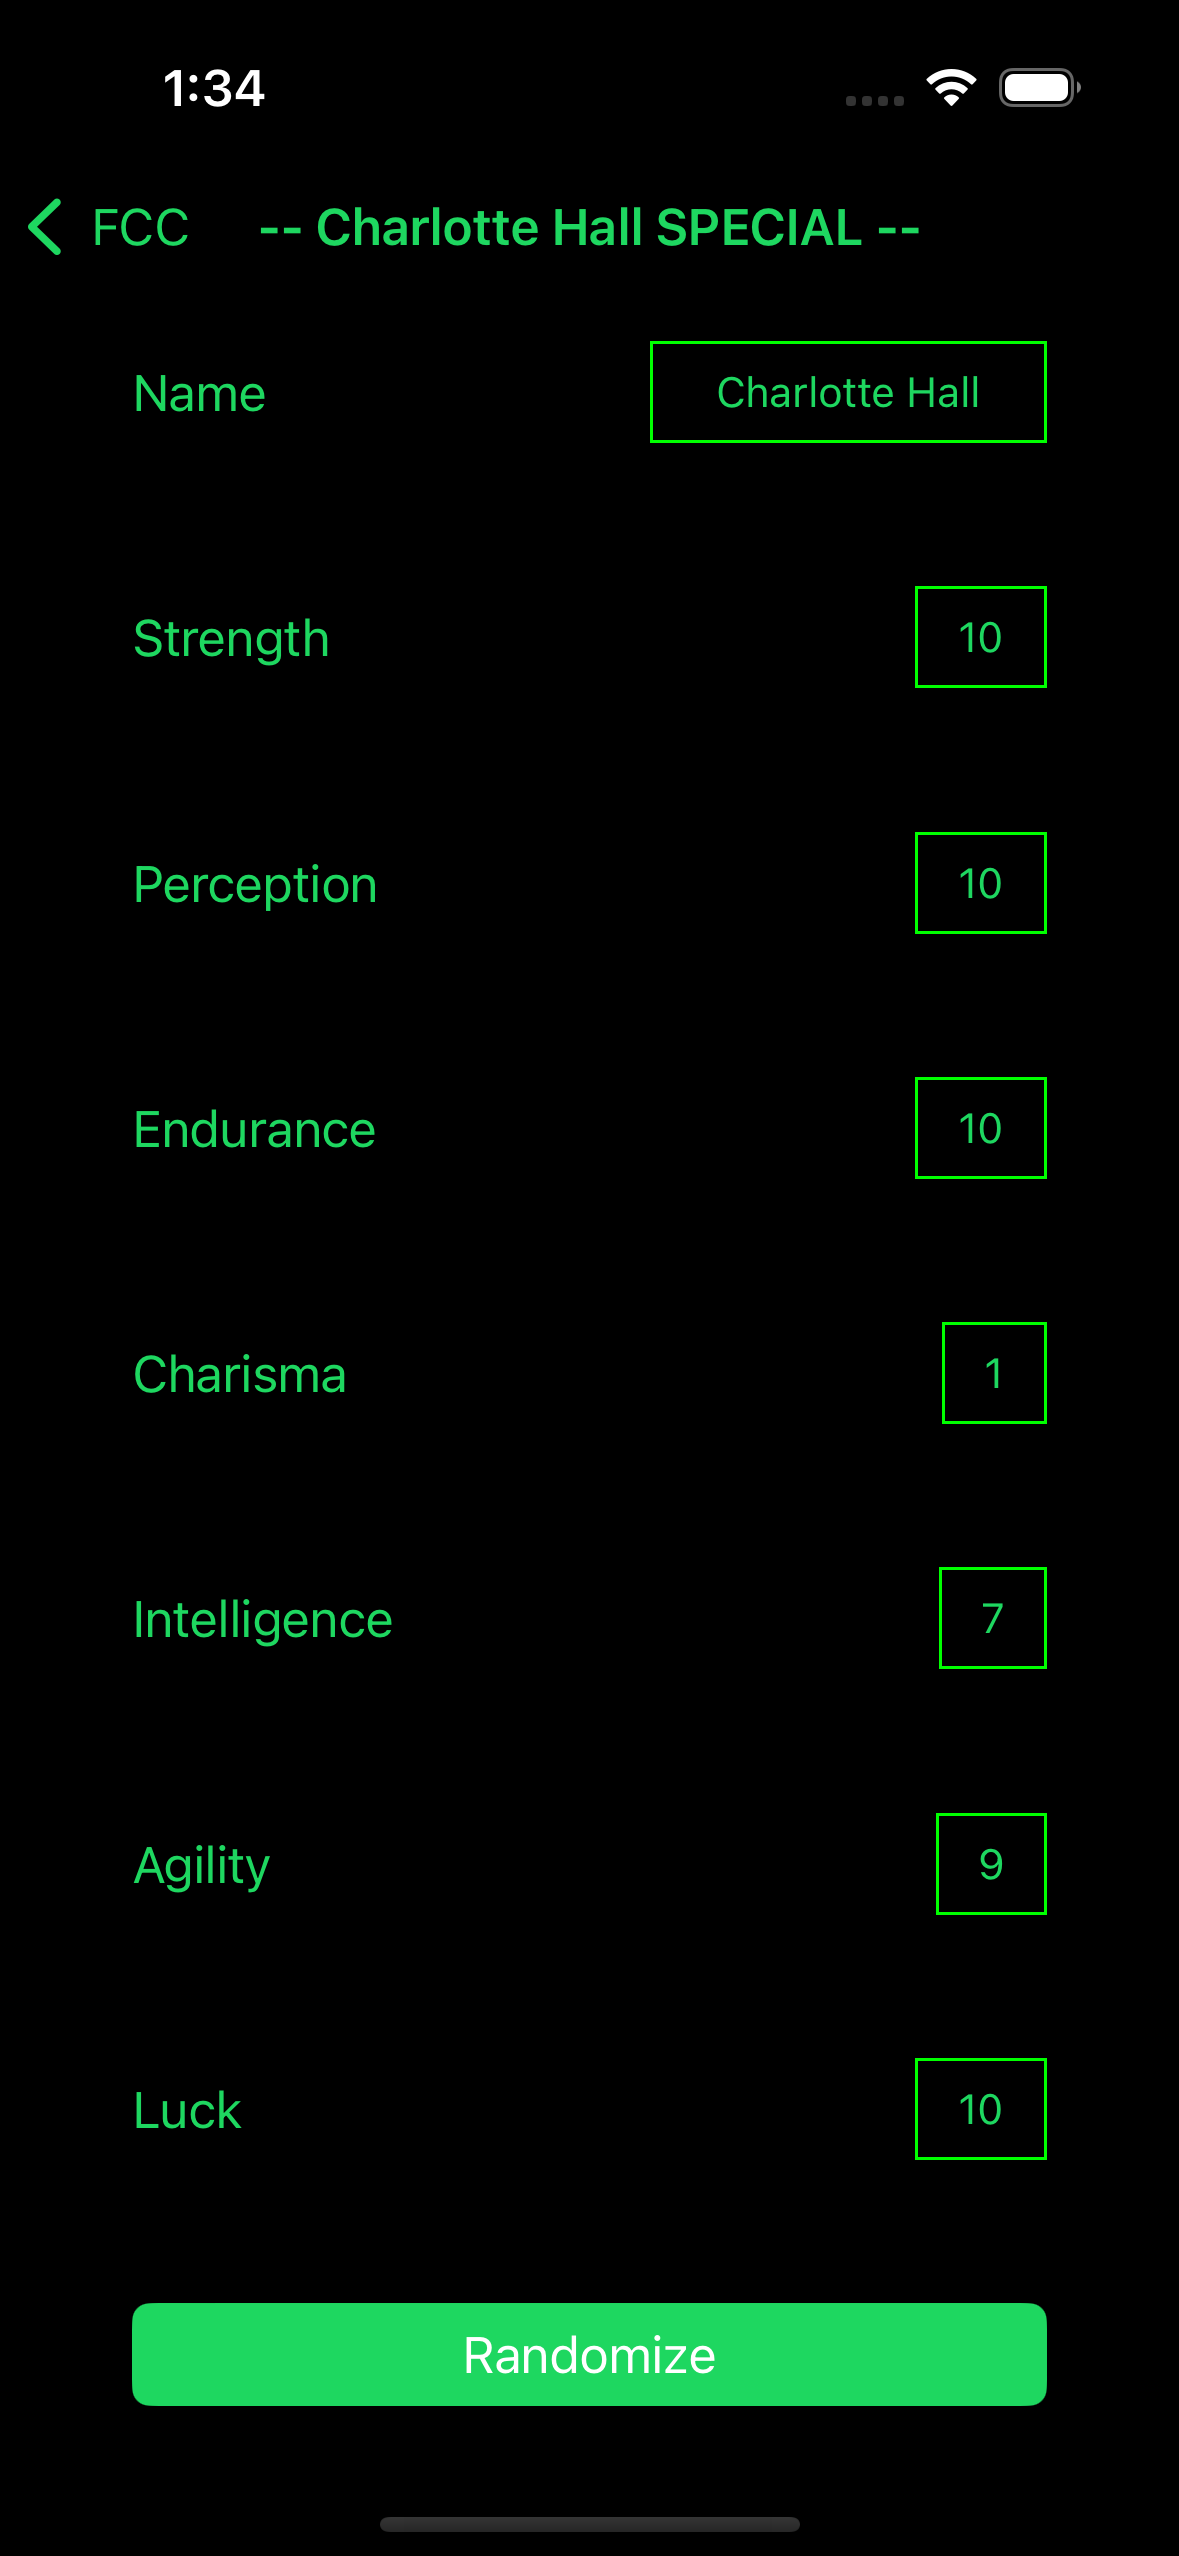 1:34
FCC -- Charlotte Hall SPECIAL --
Name Charlotte Hall
Strength 10
Perception 10
Endurance 10
Charisma 1
Intelligence 7
Agility 9
Luck 10
Randomize